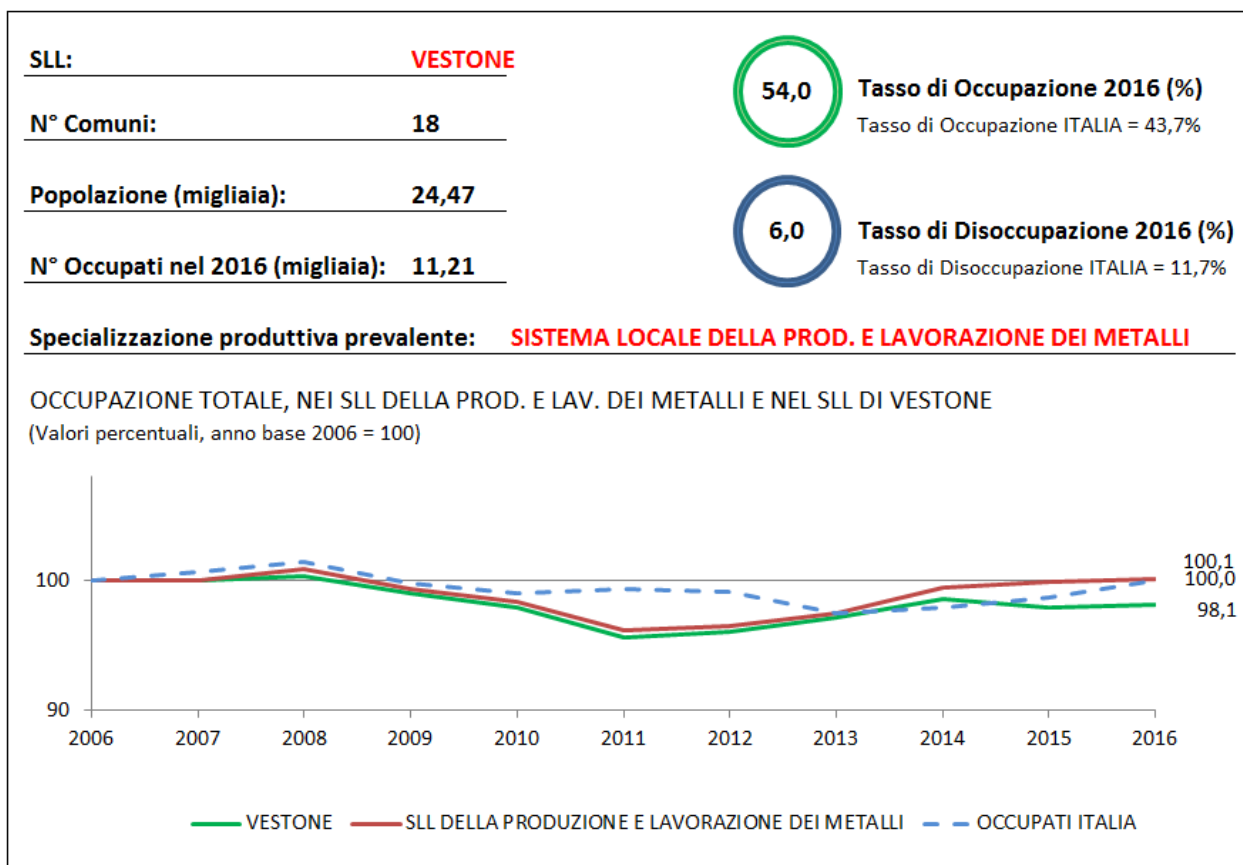 SLL: VESTONE
N° Comuni: 18
Popolazione (migliaia): 24,47
N° Occupati nel 2016 (migliaia): 11,21
54,0
Tasso di Occupazione 2016 (%)
Tasso di Occupazione ITALIA = 43,7%
6,0
Tasso di Disoccupazione 2016 (%)
Tasso di Disoccupazione ITALIA = 11,7%
Specializzazione produttiva prevalente: SISTEMA LOCALE DELLA PROD. E LAVORAZIONE DEI METALLI
OCCUPAZIONE TOTALE, NEI SLL DELLA PROD. E LAV. DEI METALLI E NEL SLL DI VESTONE
(Valori percentuali, anno base 2006 = 100)
100
90
100,1
100,0
98,1
2006 2007 2008 2009 2010 2011 2012 2013 2014 2015 2016
VESTONE SLL DELLA PRODUZIONE E LAVORAZIONE DEI METALLI OCCUPATI ITALIA